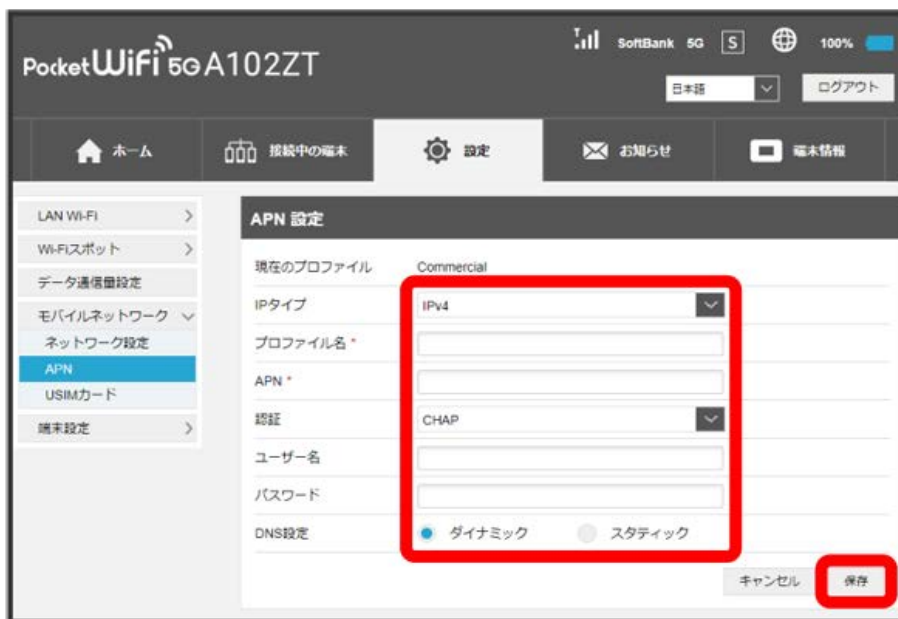 Pocket WiFi 5G A102ZT
SoftBank 5G S 100%
日本語 ログアウト
ホーム 接続中の端末 設定 お知らせ 端末情報
LAN Wi-Fi
Wi-Fiスポット
データ通信量設定
モバイルネットワーク
ネットワーク設定
APN
USIMカード
端末設定
APN 設定
現在のプロファイル Commercial
IPタイプ IPv4
プロファイル名 *
APN *
認証 CHAP
ユーザー名
パスワード
DNS設定 ダイナミック スタティック
キャンセル 保存